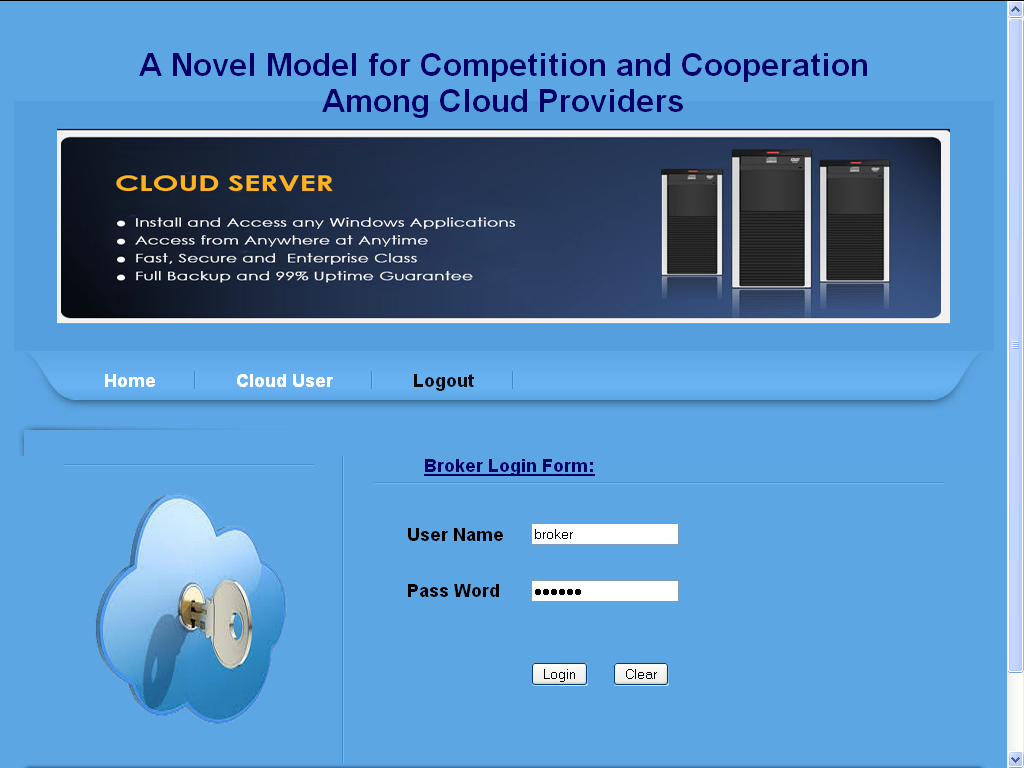 A Novel Model for Competition and Cooperation
Among Cloud Providers
CLOUD SERVER
● Install and Access any Windows Applications
● Access from Anywhere at Anytime
● Fast, Secure and Enterprise Class
● Full Backup and 99% Uptime Guarantee
Home Cloud User Logout
Broker Login Form:
User Name broker
Pass Word ●●●●●●
Login Clear